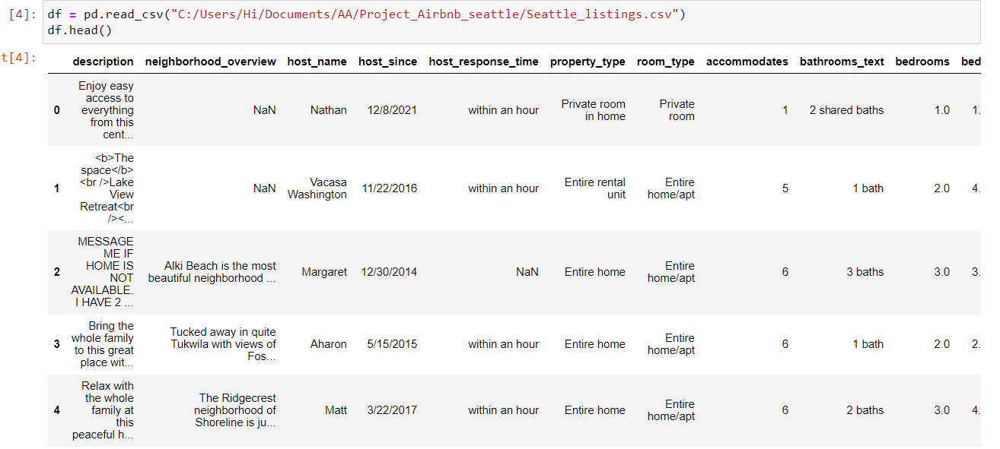 [4]: df = pd.read_csv("C:/Users/Hi/Documents/AA/Project_Airbnb_seattle/Seattle_listings.csv")
df.head()
t[4]:
description neighborhood_overview host_name host_since host_response_time property_type room_type accommodates bathrooms_text bedrooms bed
0 Enjoy easy access to everything from this cent... NaN Nathan 12/8/2021 within an hour Private room in home Private room 1 2 shared baths 1.0 1.
1 <b>The space</b><br />Lake View Retreat<br /><... NaN Vacasa Washington 11/22/2016 within an hour Entire rental unit Entire home/apt 5 1 bath 2.0 4.
2 MESSAGE ME IF HOME IS NOT AVAILABLE. I HAVE 2 ... Alki Beach is the most beautiful neighborhood ... Margaret 12/30/2014 NaN Entire home Entire home/apt 6 3 baths 3.0 3.
3 Bring the whole family to this great place wit... Tucked away in quite Tukwila with views of Fos... Aharon 5/15/2015 within an hour Entire home Entire home/apt 6 1 bath 2.0 2.
4 Relax with the whole family at this peaceful h... The Ridgecrest neighborhood of Shoreline is ju... Matt 3/22/2017 within an hour Entire home Entire home/apt 6 2 baths 3.0 4.